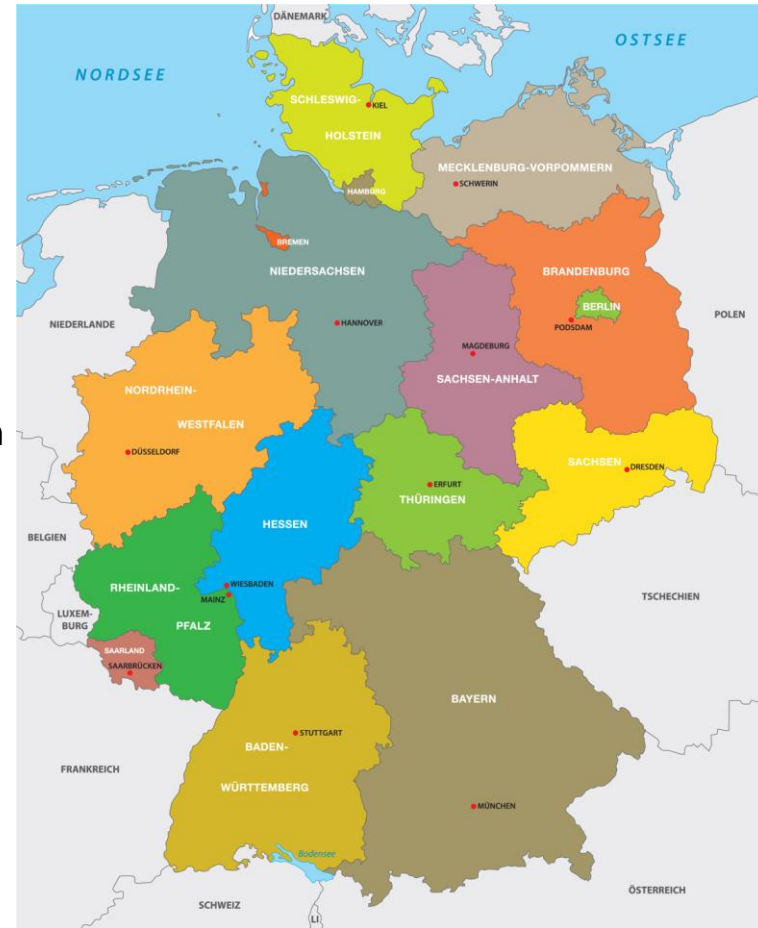 DÄNEMARK
OSTSEE
NORDSEE
SCHLESWIG-
KIEL
HOLSTEIN
MECKLENBURG-VORPOMMERN
SCHWERIN
HAMBURG
BREMEN
NIEDERSACHSEN
BRANDENBURG
BERLIN
PODSDAM
POLEN
NIEDERLANDE
HANNOVER
MAGDEBURG
SACHSEN-ANHALT
NORDRHEIN-
WESTFALEN
n
DÜSSELDORF
SACHSEN
DRESDEN
ERFURT
THÜRINGEN
HESSEN
BELGIEN
RHEINLAND-
WIESBADEN
MAINZ
PFALZ
LUXEM-
BURG
TSCHECHIEN
SAARLAND
SAARBRÜCKEN
BAYERN
STUTTGART
BADEN-
WÜRTTEMBERG
FRANKREICH
MÜNCHEN
Bodensee
ÖSTERREICH
SCHWEIZ
LI